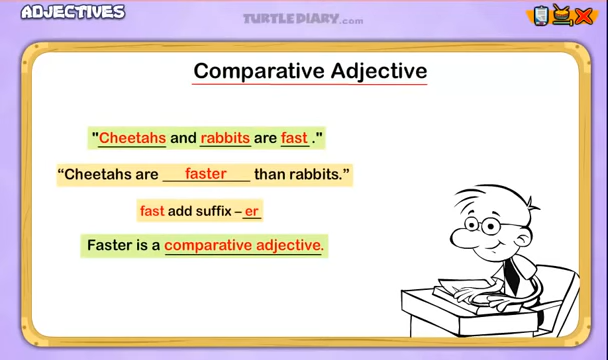 ADJECTIVES
TURTLEDIARY.com
Comparative Adjective
"Cheetahs and rabbits are fast ."
“Cheetahs are faster than rabbits.”
fast add suffix – er
Faster is a comparative adjective.